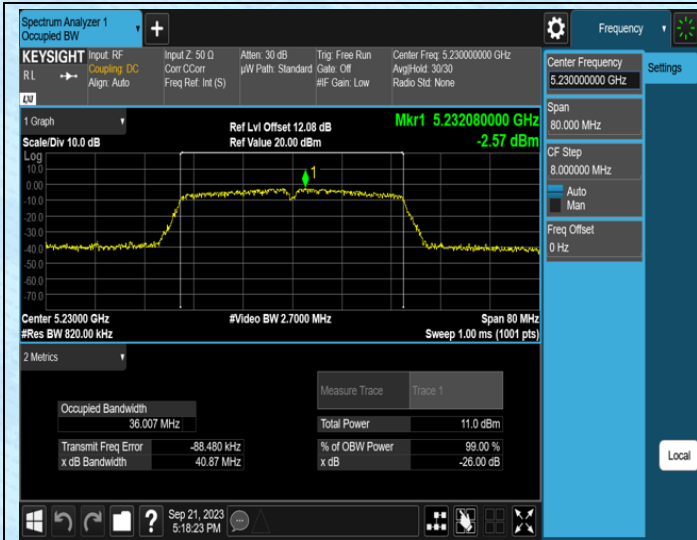 Spectrum Analyzer 1
Occupied BW
+
Frequency
KEYSIGHT
RL
LXI
Input: RF
Coupling: DC
Align: Auto
Input Z: 50 Ω
Corr CCorr
Freq Ref: Int (S)
Atten: 30 dB
µW Path: Standard
Trig: Free Run
Gate: Off
#IF Gain: Low
Center Freq: 5.230000000 GHz
Avg|Hold: 30/30
Radio Std: None
Center Frequency
5.230000000 GHz
Settings
Span
80.000 MHz
CF Step
8.000000 MHz
Auto
Man
Freq Offset
0 Hz
Local
1 Graph
Scale/Div 10.0 dB
Ref Lvl Offset 12.08 dB
Ref Value 20.00 dBm
Mkr1 5.232080000 GHz
-2.57 dBm
Log
10.0
0.00
-10.0
-20.0
-30.0
-40.0
-50.0
-60.0
-70.0
1
Center 5.23000 GHz
#Res BW 820.00 kHz
#Video BW 2.7000 MHz
Span 80 MHz
Sweep 1.00 ms (1001 pts)
2 Metrics
Measure Trace Trace 1
Occupied Bandwidth
36.007 MHz
Total Power 11.0 dBm
Transmit Freq Error -88.480 kHz
% of OBW Power 99.00 %
x dB Bandwidth 40.87 MHz
x dB -26.00 dB
?
Sep 21, 2023
5:18:23 PM